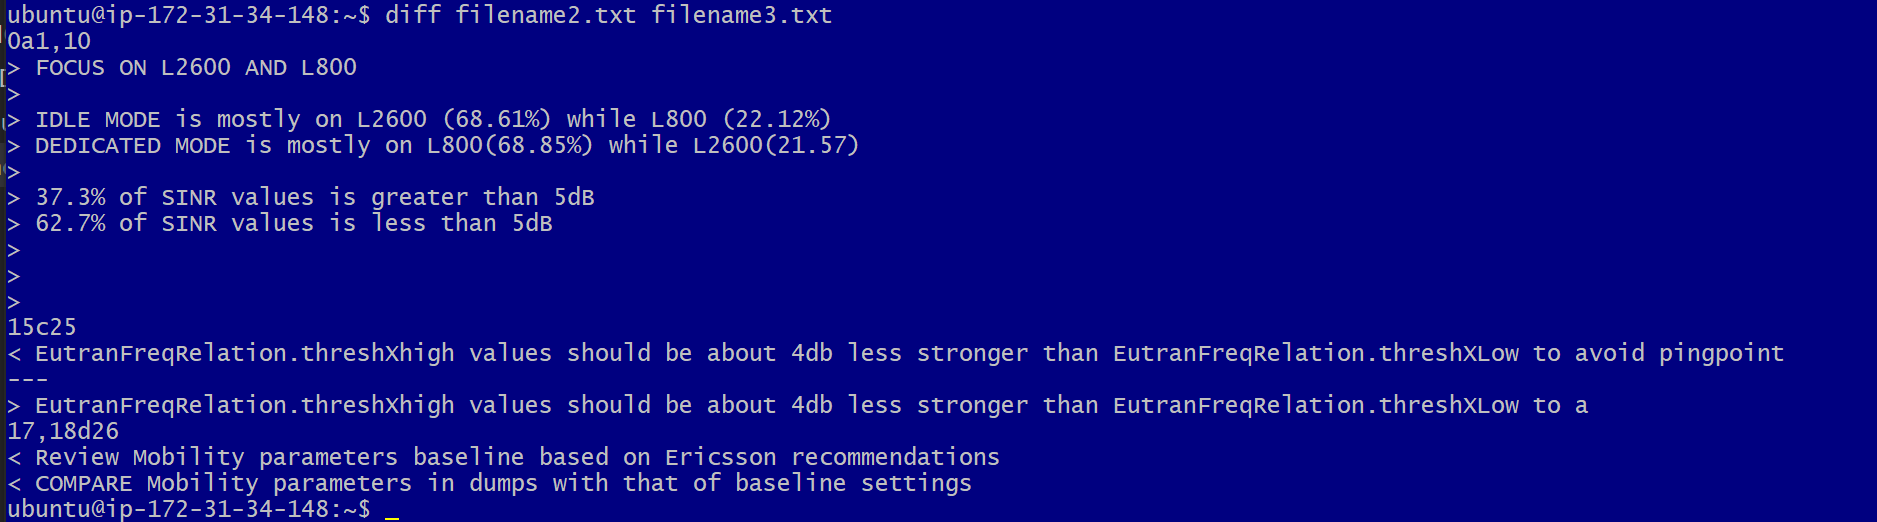 ubuntu@ip-172-31-34-148:~$ diff filename2.txt filename3.txt
0a1,10
> FOCUS ON L2600 AND L800
>
> IDLE MODE is mostly on L2600 (68.61%) while L800 (22.12%)
> DEDICATED MODE is mostly on L800(68.85%) while L2600(21.57)
>
> 37.3% of SINR values is greater than 5dB
> 62.7% of SINR values is less than 5dB
>
>
>
15c25
< EutranFreqRelation.threshXhigh values should be about 4db less stronger than EutranFreqRelation.threshXLow to avoid pingpoint
---
> EutranFreqRelation.threshXhigh values should be about 4db less stronger than EutranFreqRelation.threshXLow to a
17,18d26
< Review Mobility parameters baseline based on Ericsson recommendations
< COMPARE Mobility parameters in dumps with that of baseline settings
ubuntu@ip-172-31-34-148:~$ _